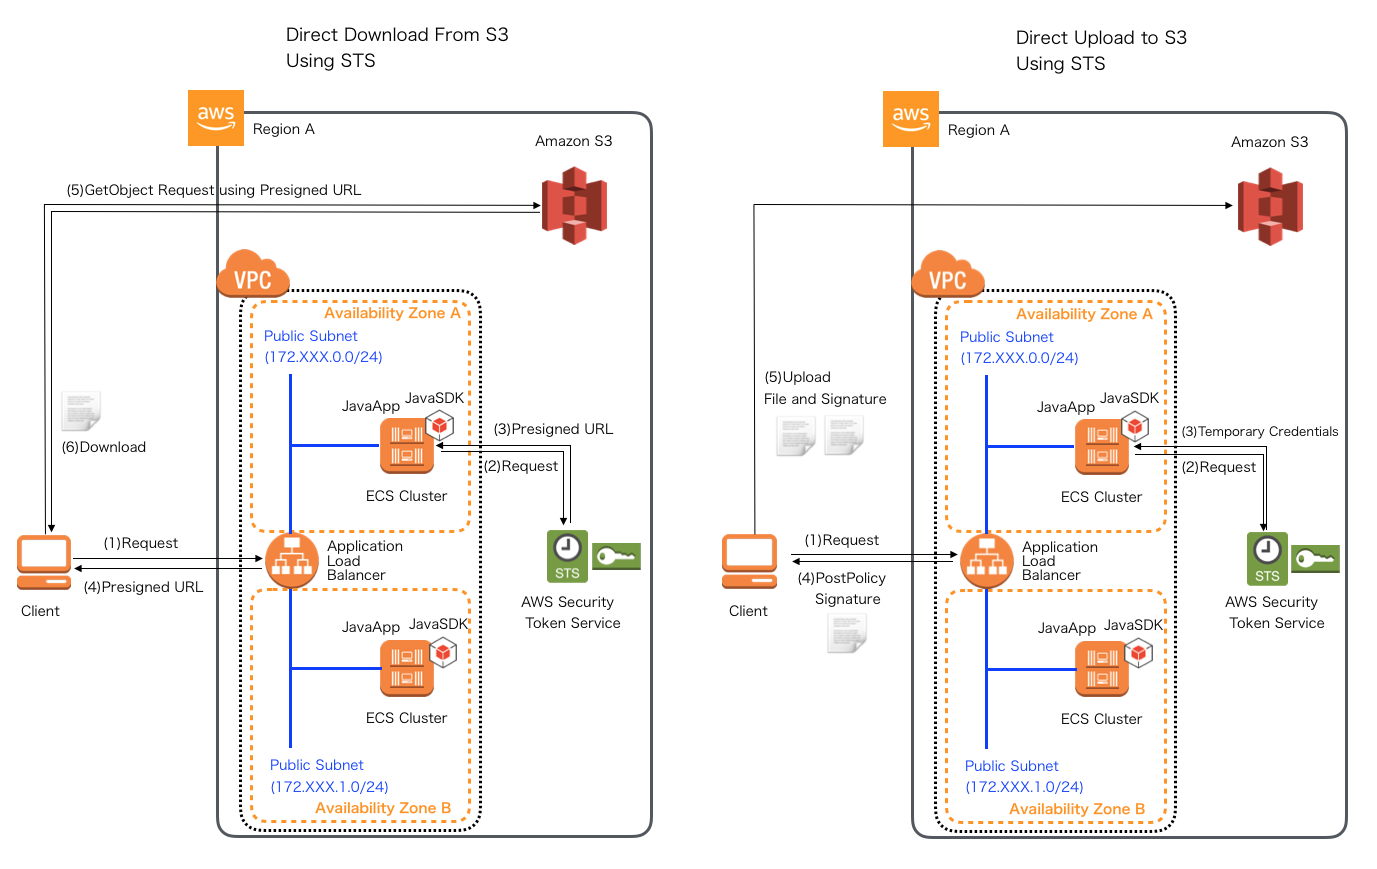 Direct Download From S3
Using STS
aws
Region A
Amazon S3
(5)GetObject Request using Presigned URL
VPC
Availability Zone A
Public Subnet
(172.XXX.0.0/24)
JavaSDK
JavaApp
(3)Presigned URL
(6)Download
(2)Request
ECS Cluster
(1)Request
Application
Load
Balancer
STS
(4)Presigned URL
Client
AWS Security
Token Service
JavaApp
JavaSDK
ECS Cluster
Public Subnet
(172.XXX.1.0/24)
Availability Zone B
Direct Upload to S3
Using STS
aws
Region A
Amazon S3
VPC
Availability Zone A
Public Subnet
(172.XXX.0.0/24)
(5)Upload
File and Signature
JavaSDK
JavaApp
(3)Temporary Credentials
(2)Request
ECS Cluster
(1)Request
Application
Load
Balancer
STS
(4)PostPolicy
Signature
Client
AWS Security
Token Service
JavaApp
JavaSDK
ECS Cluster
Public Subnet
(172.XXX.1.0/24)
Availability Zone B